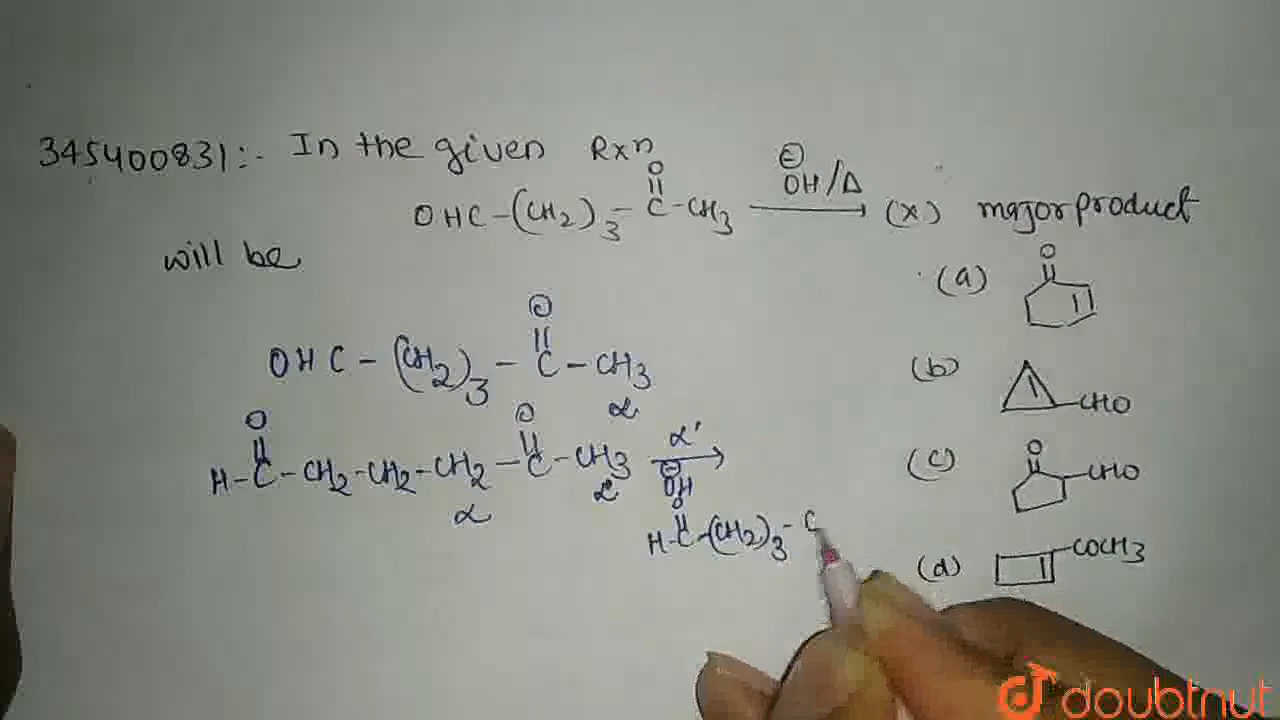 345400831:- In the given Rxn
O
OHC-(CH2)3-C-CH3 ⊖OH/Δ (X) major product
will be
(a) O
(b) CHO
(c) O CHO
(d) COCH3
O
OHC-(CH2)3-C-CH3
α
O O
H-C-CH2-CH2-CH2-C-CH3 α' ⊖OH
α α
O
H-C-(CH2)3-C
doubtnut